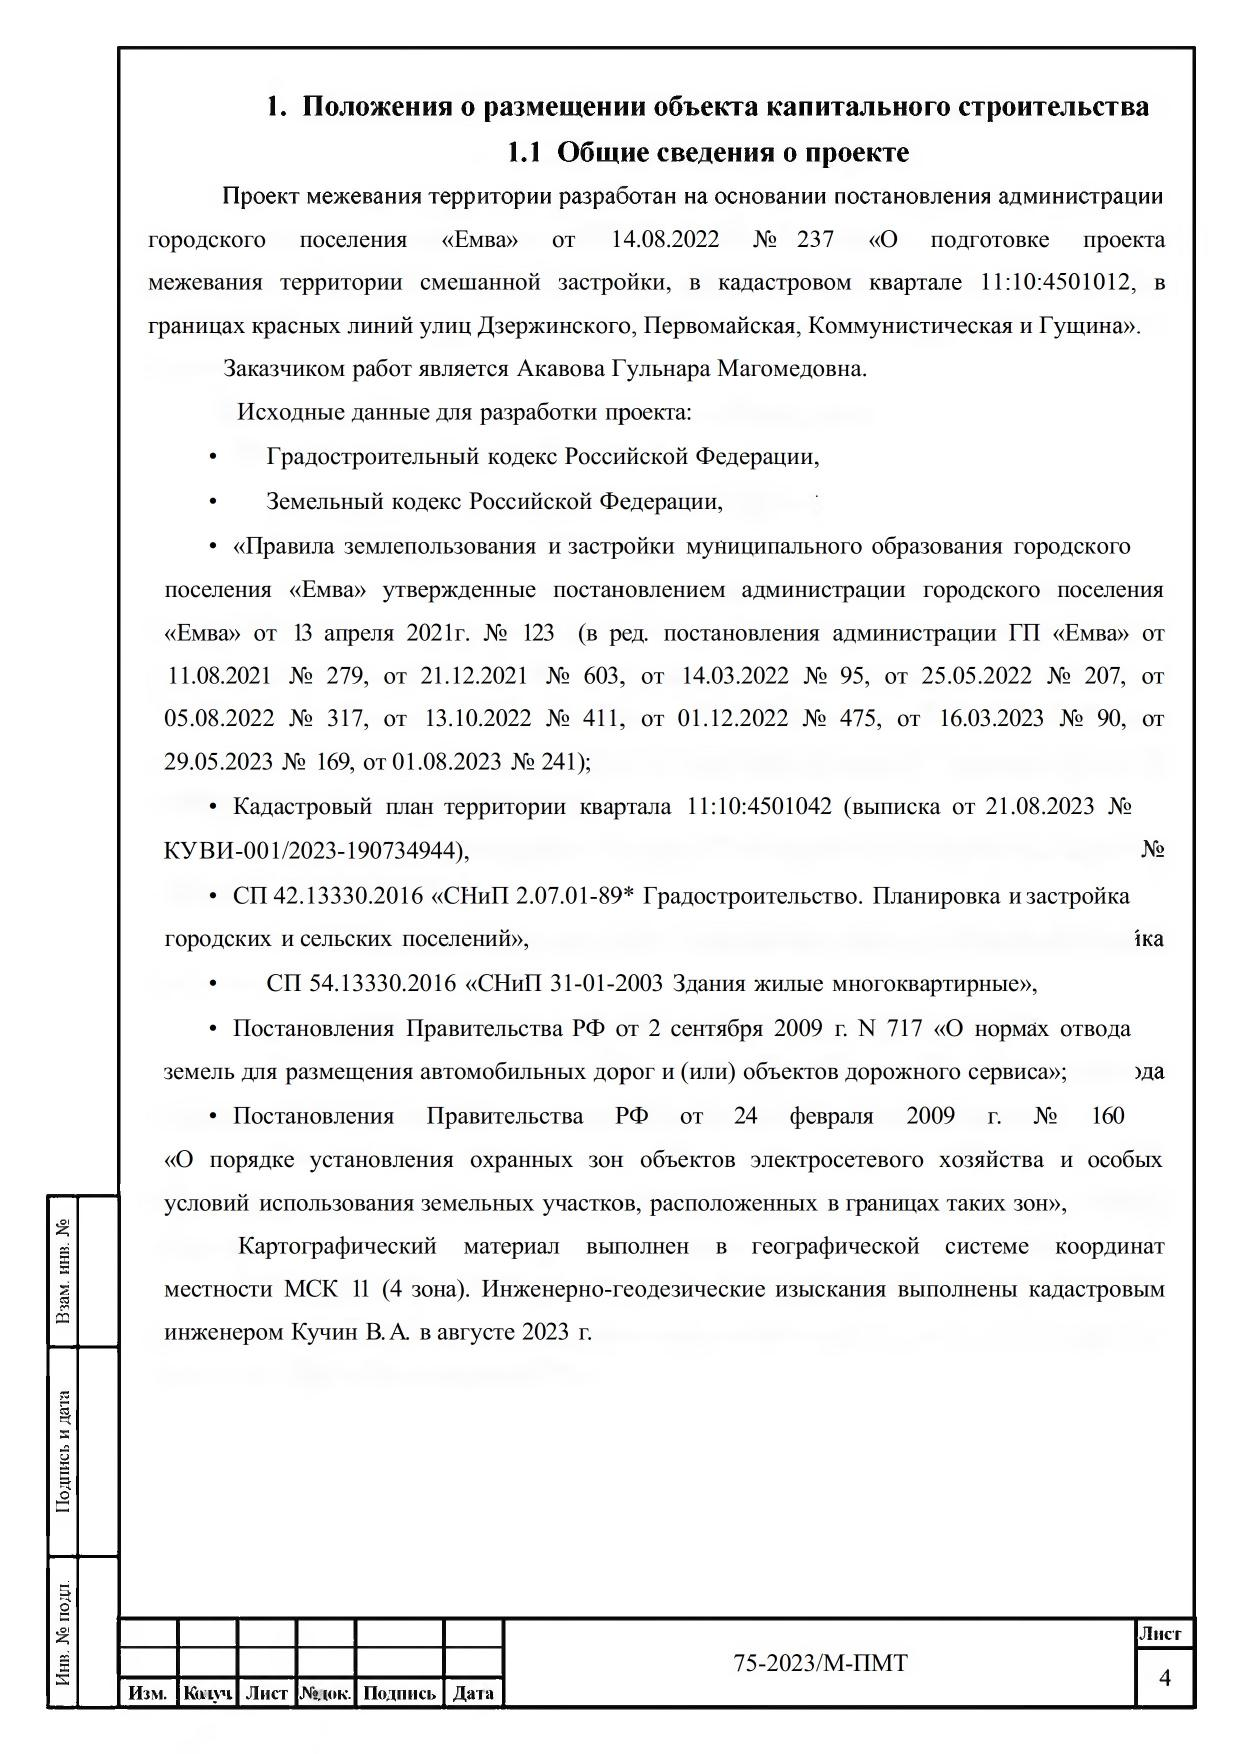 1. Положения о размещении объекта капитального строительства
1.1 Общие сведения о проекте
Проект межевания территории разработан на основании постановления администрации
городского поселения «Емва» от 14.08.2022 № 237 «О подготовке проекта
межевания территории смешанной застройки, в кадастровом квартале 11:10:4501012, в
границах красных линий улиц Дзержинского, Первомайская, Коммунистическая и Гущина».
Заказчиком работ является Акавова Гульнара Магомедовна.
Исходные данные для разработки проекта:
• Градостроительный кодекс Российской Федерации,
• Земельный кодекс Российской Федерации,
• «Правила землепользования и застройки муниципального образования городского
поселения «Емва» утвержденные постановлением администрации городского поселения
«Емва» от 13 апреля 2021г. № 123 (в ред. постановления администрации ГП «Емва» от
11.08.2021 № 279, от 21.12.2021 № 603, от 14.03.2022 № 95, от 25.05.2022 № 207, от
05.08.2022 № 317, от 13.10.2022 № 411, от 01.12.2022 № 475, от 16.03.2023 № 90, от
29.05.2023 № 169, от 01.08.2023 № 241);
• Кадастровый план территории квартала 11:10:4501042 (выписка от 21.08.2023 №
КУВИ-001/2023-190734944), №
• СП 42.13330.2016 «СНиП 2.07.01-89* Градостроительство. Планировка и застройка
городских и сельских поселений», йка
• СП 54.13330.2016 «СНиП 31-01-2003 Здания жилые многоквартирные»,
• Постановления Правительства РФ от 2 сентября 2009 г. N 717 «О нормах отвода
земель для размещения автомобильных дорог и (или) объектов дорожного сервиса»; ода
• Постановления Правительства РФ от 24 февраля 2009 г. № 160
«О порядке установления охранных зон объектов электросетевого хозяйства и особых
условий использования земельных участков, расположенных в границах таких зон»,
Картографический материал выполнен в географической системе координат
местности МСК 11 (4 зона). Инженерно-геодезические изыскания выполнены кадастровым
инженером Кучин В.А. в августе 2023 г.
Взам. инв. №
Подпись и дата
Инв. № подл.
Изм. Колуч. Лист №док. Подпись Дата
75-2023/М-ПМТ
Лист
4